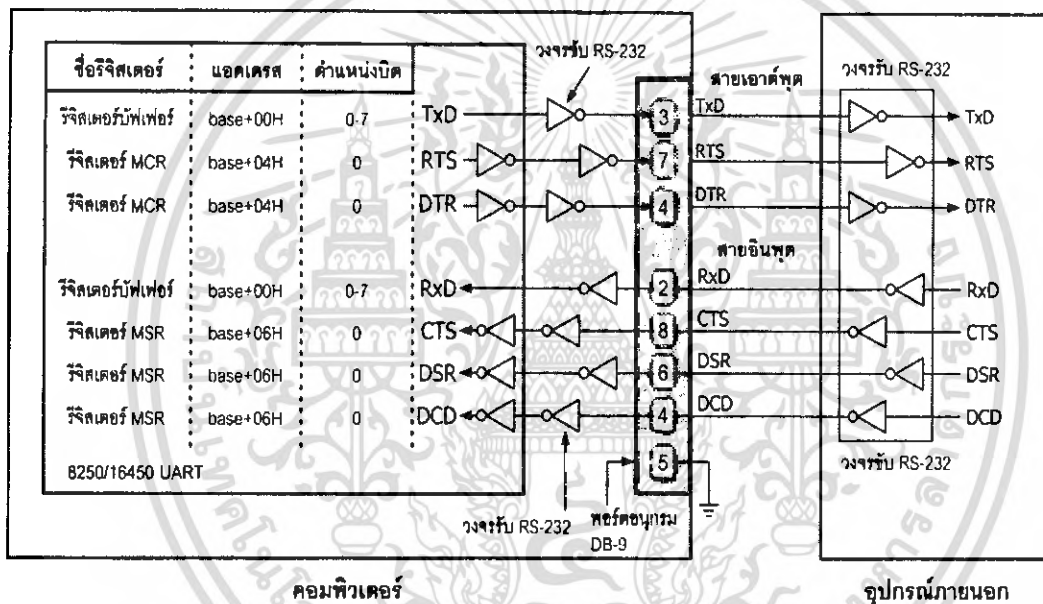 ชื่อรีจิสเตอร์ แอดเดรส ตำแหน่งบิต
รีจิสเตอร์บัฟเฟอร์ base+00H 0-7 TxD
รีจิสเตอร์ MCR base+04H 0 RTS
รีจิสเตอร์ MCR base+04H 0 DTR
รีจิสเตอร์บัฟเฟอร์ base+00H 0-7 RxD
รีจิสเตอร์ MSR base+06H 0 CTS
รีจิสเตอร์ MSR base+06H 0 DSR
รีจิสเตอร์ MSR base+06H 0 DCD
8250/16450 UART
วงจรขับ RS-232
วงจรรับ RS-232
3
7
4
2
8
6
4
5
พอร์ตอนุกรม
DB-9
สายเอาต์พุต
TxD
RTS
DTR
สายอินพุต
RxD
CTS
DSR
DCD
วงจรรับ RS-232
TxD
RTS
DTR
RxD
CTS
DSR
DCD
วงจรขับ RS-232
คอมพิวเตอร์
อุปกรณ์ภายนอก